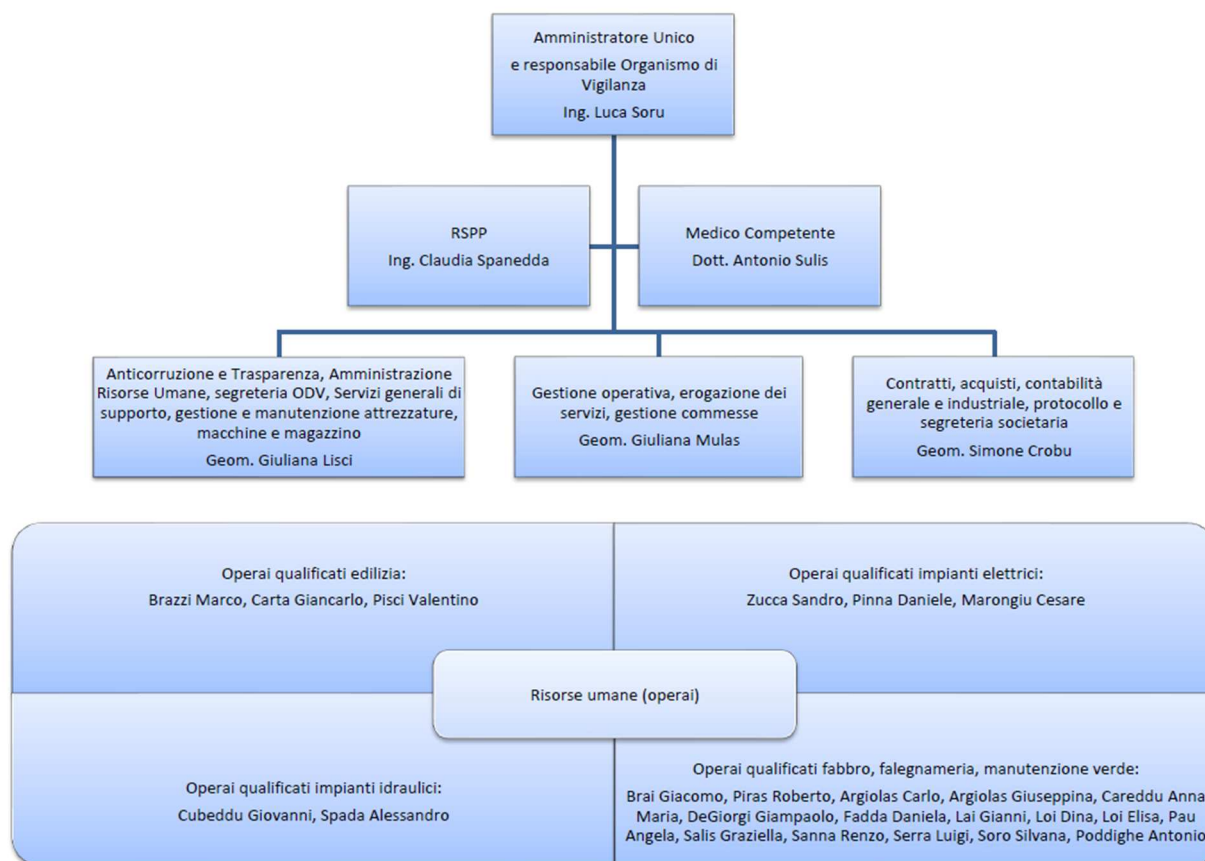 Amministratore Unico
e responsabile Organismo di
Vigilanza
Ing. Luca Soru
RSPP
Ing. Claudia Spanedda
Medico Competente
Dott. Antonio Sulis
Anticorruzione e Trasparenza, Amministrazione
Risorse Umane, segreteria ODV, Servizi generali di
supporto, gestione e manutenzione attrezzature,
macchine e magazzino
Geom. Giuliana Lisci
Gestione operativa, erogazione dei
servizi, gestione commesse
Geom. Giuliana Mulas
Contratti, acquisti, contabilità
generale e industriale, protocollo e
segreteria societaria
Geom. Simone Crobu
Operai qualificati edilizia:
Brazzi Marco, Carta Giancarlo, Pisci Valentino
Operai qualificati impianti elettrici:
Zucca Sandro, Pinna Daniele, Marongiu Cesare
Risorse umane (operai)
Operai qualificati impianti idraulici:
Cubeddu Giovanni, Spada Alessandro
Operai qualificati fabbro, falegnameria, manutenzione verde:
Brai Giacomo, Piras Roberto, Argiolas Carlo, Argiolas Giuseppina, Careddu Anna
Maria, DeGiorgi Giampaolo, Fadda Daniela, Lai Gianni, Loi Dina, Loi Elisa, Pau
Angela, Salis Graziella, Sanna Renzo, Serra Luigi, Soro Silvana, Poddighe Antonio